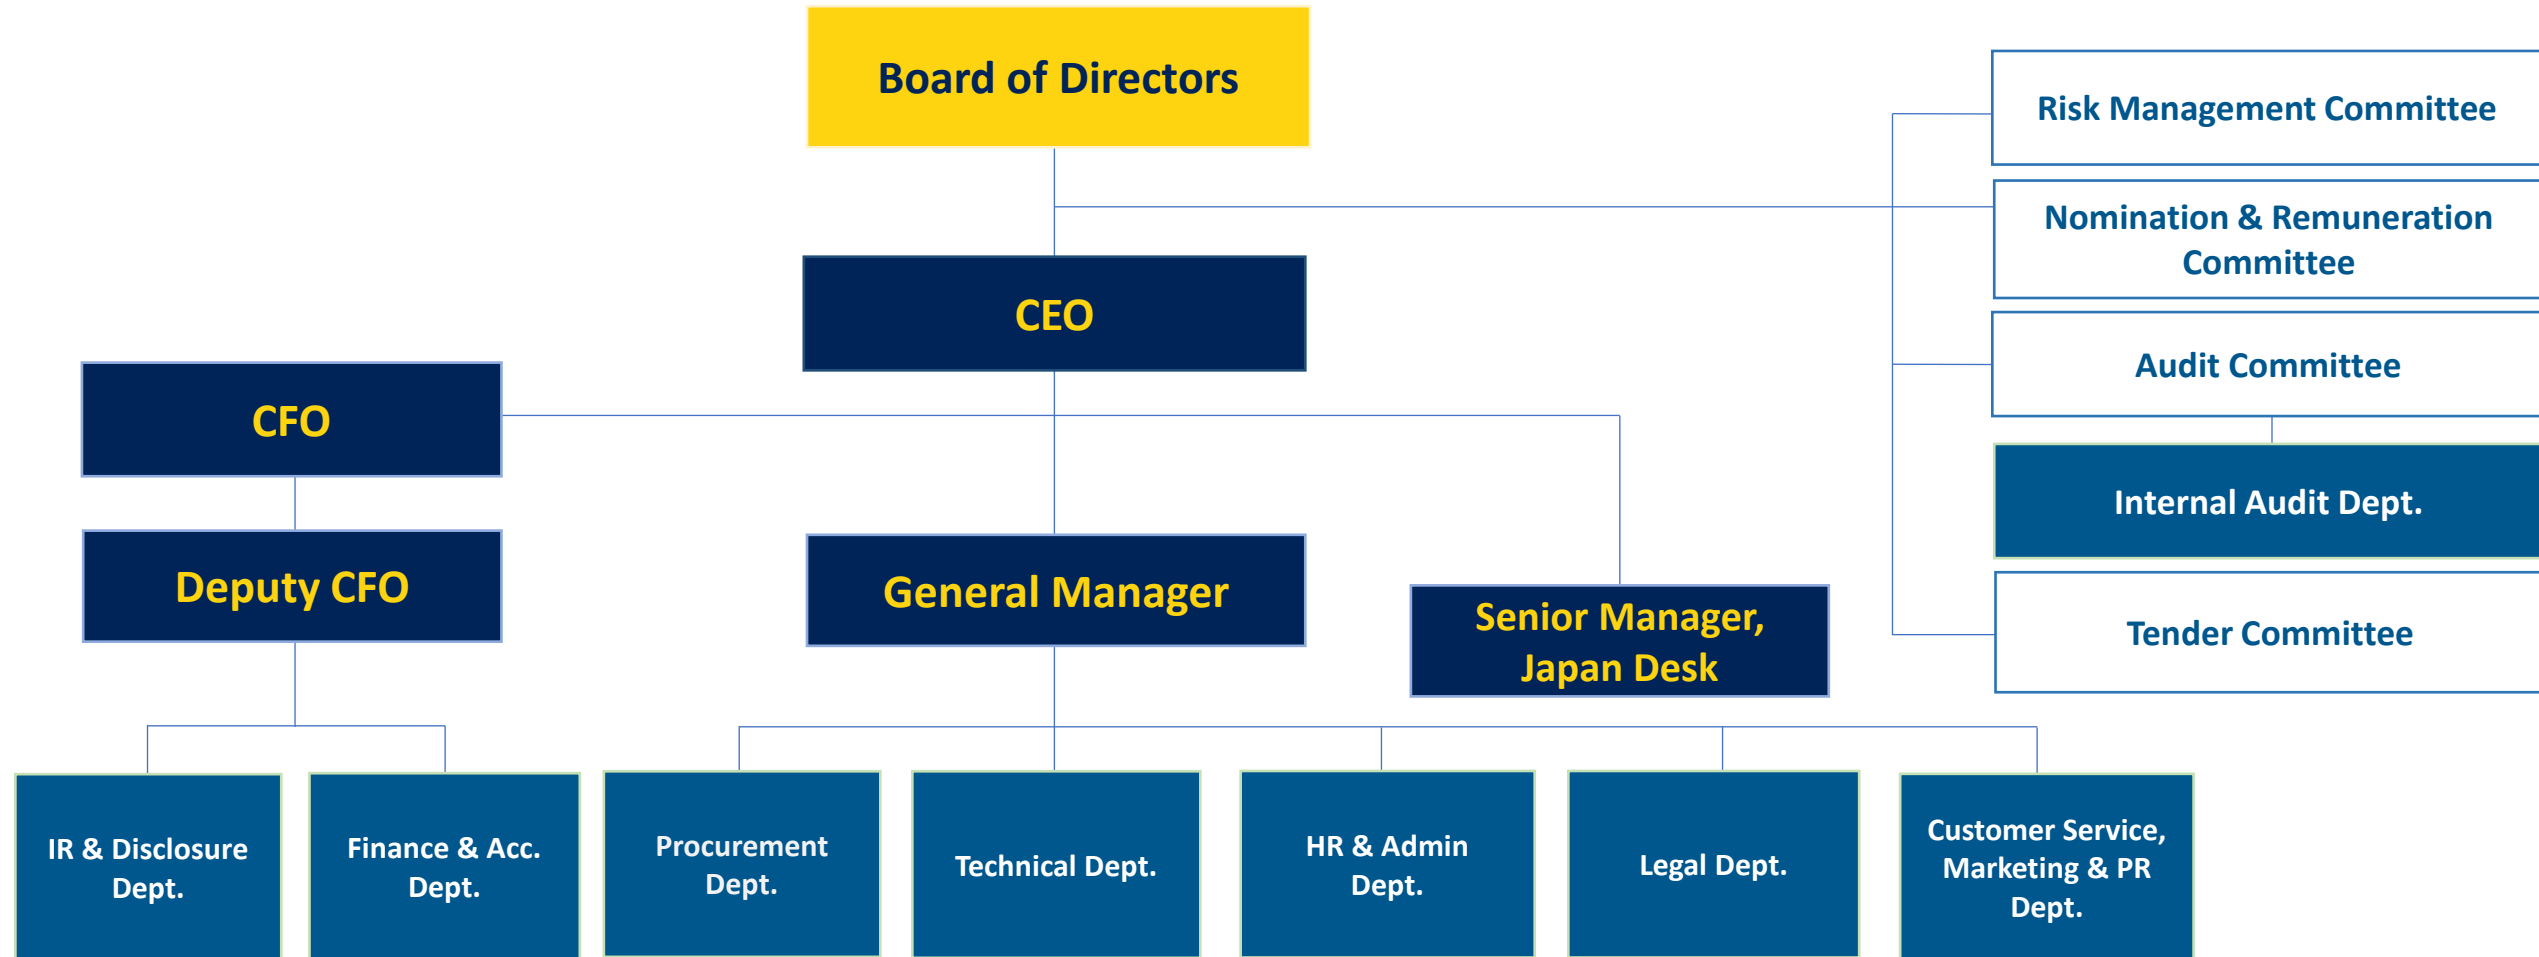 Board of Directors
Risk Management Committee
Nomination & Remuneration
Committee
CEO
Audit Committee
CFO
Internal Audit Dept.
Deputy CFO
General Manager
Senior Manager,
Japan Desk
Tender Committee
IR & Disclosure
Dept.
Finance & Acc.
Dept.
Procurement
Dept.
Technical Dept.
HR & Admin
Dept.
Legal Dept.
Customer Service,
Marketing & PR
Dept.